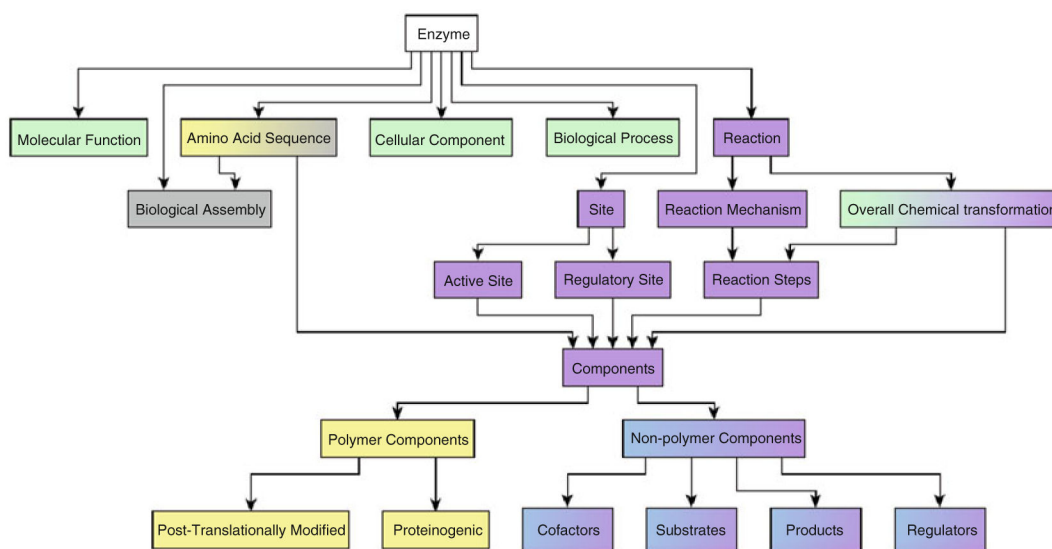 Enzyme
Molecular Function
Amino Acid Sequence
Cellular Component
Biological Process
Reaction
Biological Assembly
Site
Reaction Mechanism
Overall Chemical transformation
Active Site
Regulatory Site
Reaction Steps
Components
Polymer Components
Non-polymer Components
Post-Translationally Modified
Proteinogenic
Cofactors
Substrates
Products
Regulators